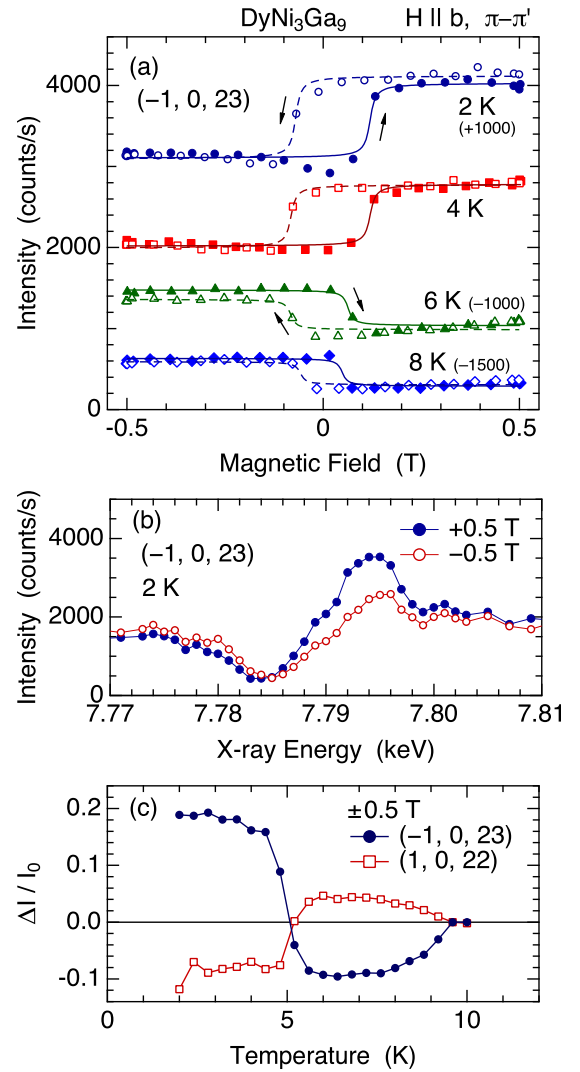 DyNi₃Ga₉ H || b, π−π'
(a)
(−1, 0, 23)
2 K
(+1000)
4 K
6 K (−1000)
8 K (−1500)
4000
2000
0
Intensity (counts/s)
-0.5
0
0.5
Magnetic Field (T)
(b)
(−1, 0, 23)
2 K
+0.5 T
−0.5 T
4000
2000
0
Intensity (counts/s)
7.77
7.78
7.79
7.80
7.81
X-ray Energy (keV)
(c)
±0.5 T
(−1, 0, 23)
(1, 0, 22)
0.2
0.1
0.0
-0.1
ΔI / I₀
0
5
10
Temperature (K)